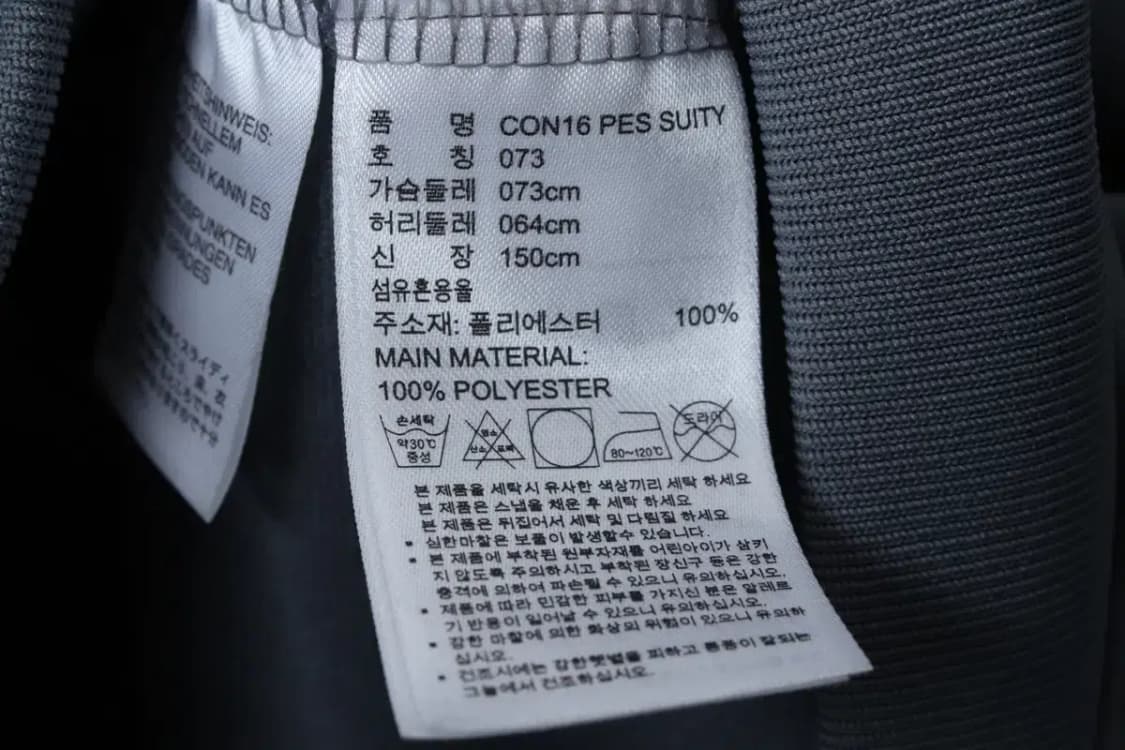 품 명 CON16 PES SUITY
호 칭 073
가슴둘레 073cm
허리둘레 064cm
신 장 150cm
섬유혼용율
주소재: 폴리에스터 100%
MAIN MATERIAL:
100% POLYESTER
손세탁
약30℃
중성
염소
산소 표백
80~120℃
드라이
본 제품을 세탁시 유사한 색상끼리 세탁 하세요
본 제품은 스냅을 채운 후 세탁 하세요
본 제품은 뒤집어서 세탁 및 다림질 하세요
• 심한마찰은 보풀이 발생할수 있습니다.
• 본 제품에 부착된 원부자재를 어린아이가 삼키
지 않도록 주의하시고 부착된 장신구 등은 강한
충격에 의하여 파손될 수 있으니 유의하십시오.
• 제품에 따라 민감한 피부를 가지신 분은 알레르
기 반응이 일어날 수 있으니 유의하십시오.
• 강한 마찰에 의한 화상의 위험이 있으니 유의하
십시오.
• 건조시에는 강한햇볕을 피하고 통풍이 잘되는
그늘에서 건조하십시오.
HINWEIS:
AUF
KANN ES
PUNKTEN